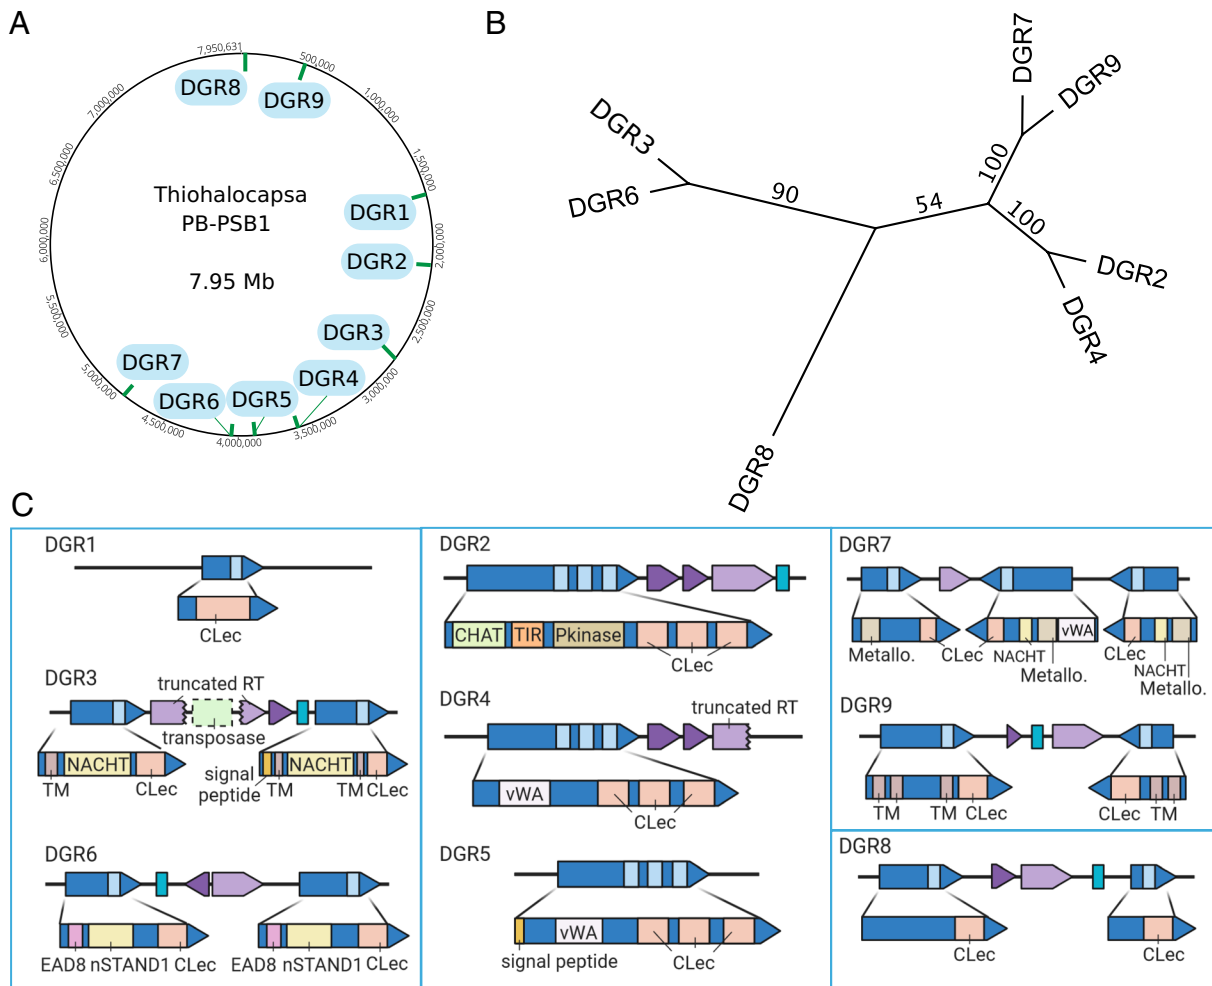 A
7,950,631
500,000
1,000,000
1,500,000
2,000,000
2,500,000
3,000,000
3,500,000
4,000,000
4,500,000
5,000,000
5,500,000
6,000,000
6,500,000
7,000,000
DGR8
DGR9
DGR1
DGR2
DGR3
DGR4
DGR5
DGR6
DGR7
Thiohalocapsa
PB-PSB1
7.95 Mb
B
DGR7
DGR9
DGR3
DGR6
90
54
100
100
DGR2
DGR4
DGR8
C
DGR1
CLec
DGR3
truncated RT
transposase
NACHT
TM
CLec
signal
peptide
NACHT
TM
TM
CLec
DGR6
EAD8 nSTAND1 CLec
EAD8 nSTAND1 CLec
DGR2
CHAT
TIR
Pkinase
CLec
DGR4
truncated RT
vWA
CLec
DGR5
vWA
signal peptide
CLec
DGR7
vWA
Metallo.
CLec
NACHT
Metallo.
CLec
NACHT
Metallo.
DGR9
TM
TM
CLec
CLec
TM
DGR8
CLec
CLec